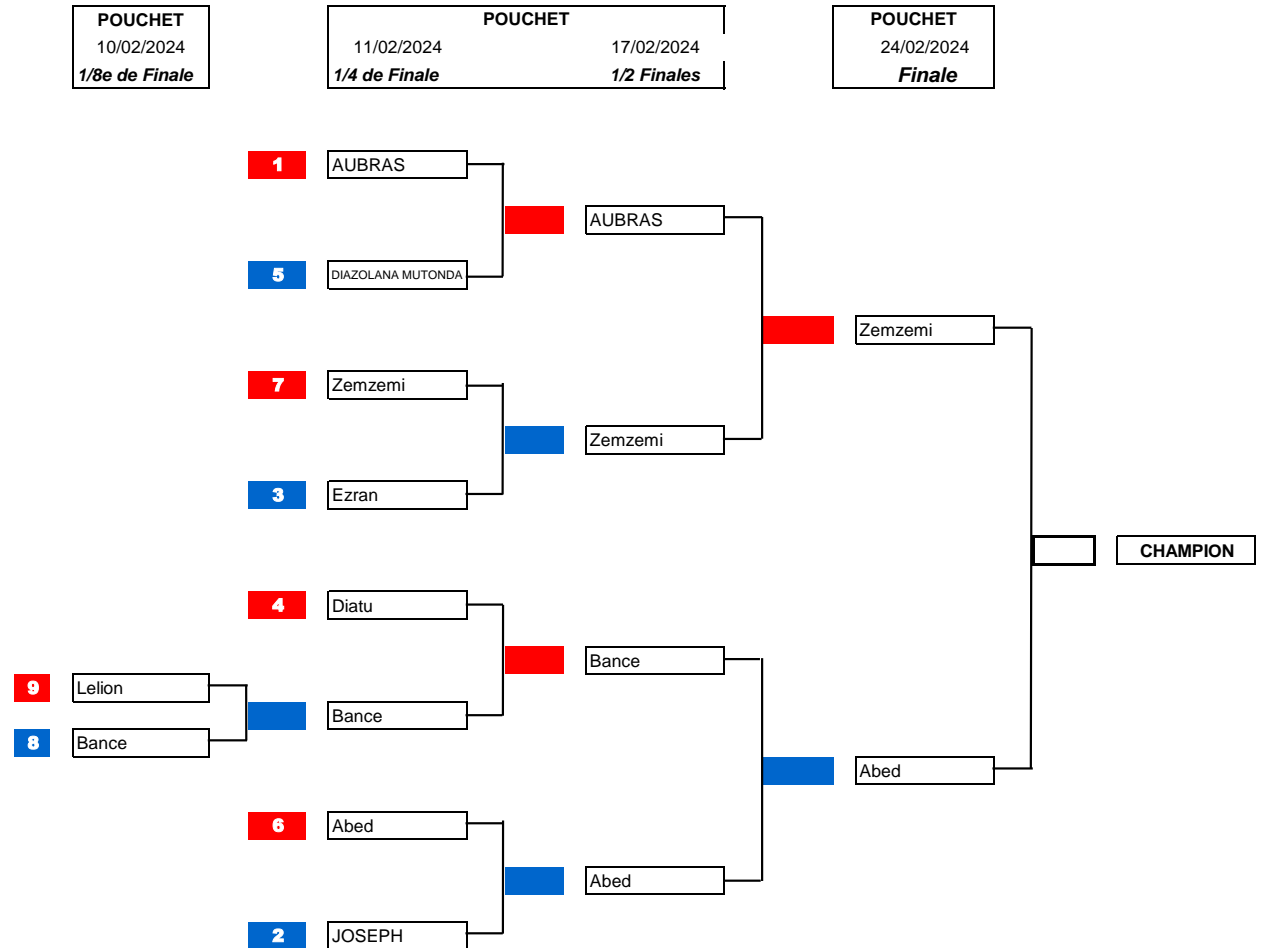 POUCHET
10/02/2024
1/8e de Finale
POUCHET
11/02/2024 17/02/2024
1/4 de Finale 1/2 Finales
POUCHET
24/02/2024
Finale
1 AUBRAS
AUBRAS
5 DIAZOLANA MUTONDA
Zemzemi
7 Zemzemi
Zemzemi
3 Ezran
CHAMPION
4 Diatu
Bance
9 Lelion
Bance
8 Bance
Abed
6 Abed
Abed
2 JOSEPH